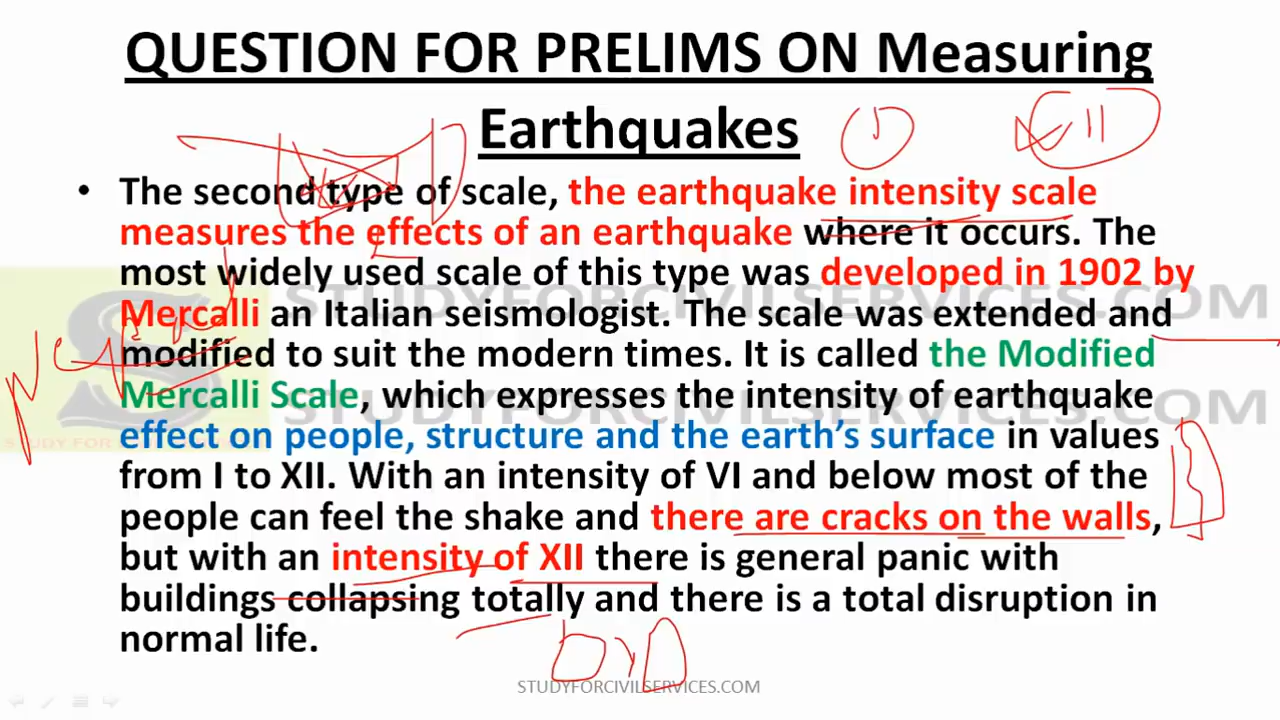 QUESTION FOR PRELIMS ON Measuring
Earthquakes
• The second type of scale, the earthquake intensity scale
measures the effects of an earthquake where it occurs. The
most widely used scale of this type was developed in 1902 by
Mercalli an Italian seismologist. The scale was extended and
modified to suit the modern times. It is called the Modified
Mercalli Scale, which expresses the intensity of earthquake
effect on people, structure and the earth's surface in values
from I to XII. With an intensity of VI and below most of the
people can feel the shake and there are cracks on the walls,
but with an intensity of XII there is general panic with
buildings collapsing totally and there is a total disruption in
normal life.
STUDYFORCIVILSERVICES.COM
STUDYFORCIVILSERVICES.COM
STUDYFORCIVILSERVICES.COM